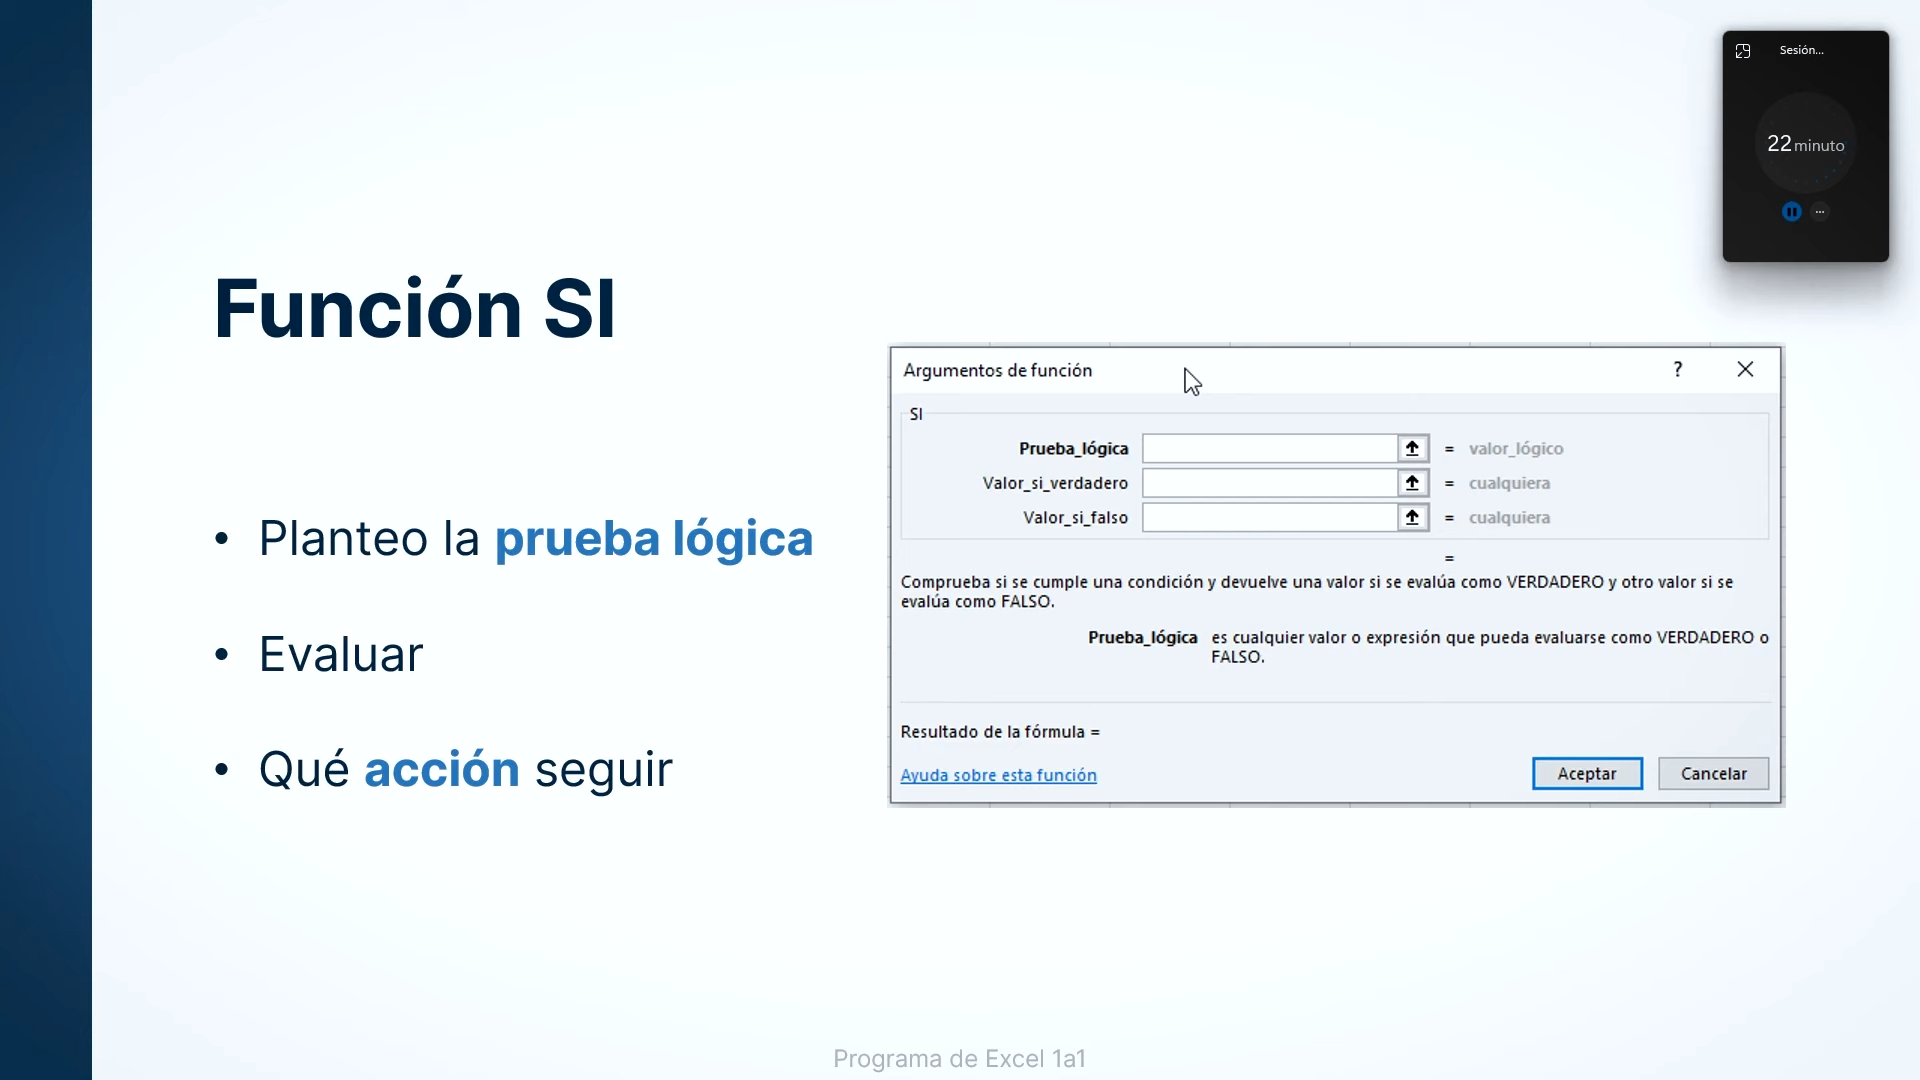 Sesión...
22 minuto
Función SI
• Planteo la prueba lógica
• Evaluar
• Qué acción seguir
Argumentos de función
?
SI
Prueba_lógica = valor_lógico
Valor_si_verdadero = cualquiera
Valor_si_falso = cualquiera
=
Comprueba si se cumple una condición y devuelve una valor si se evalúa como VERDADERO y otro valor si se
evalúa como FALSO.
Prueba_lógica es cualquier valor o expresión que pueda evaluarse como VERDADERO o
FALSO.
Resultado de la fórmula =
Ayuda sobre esta función
Aceptar
Cancelar
Programa de Excel 1a1